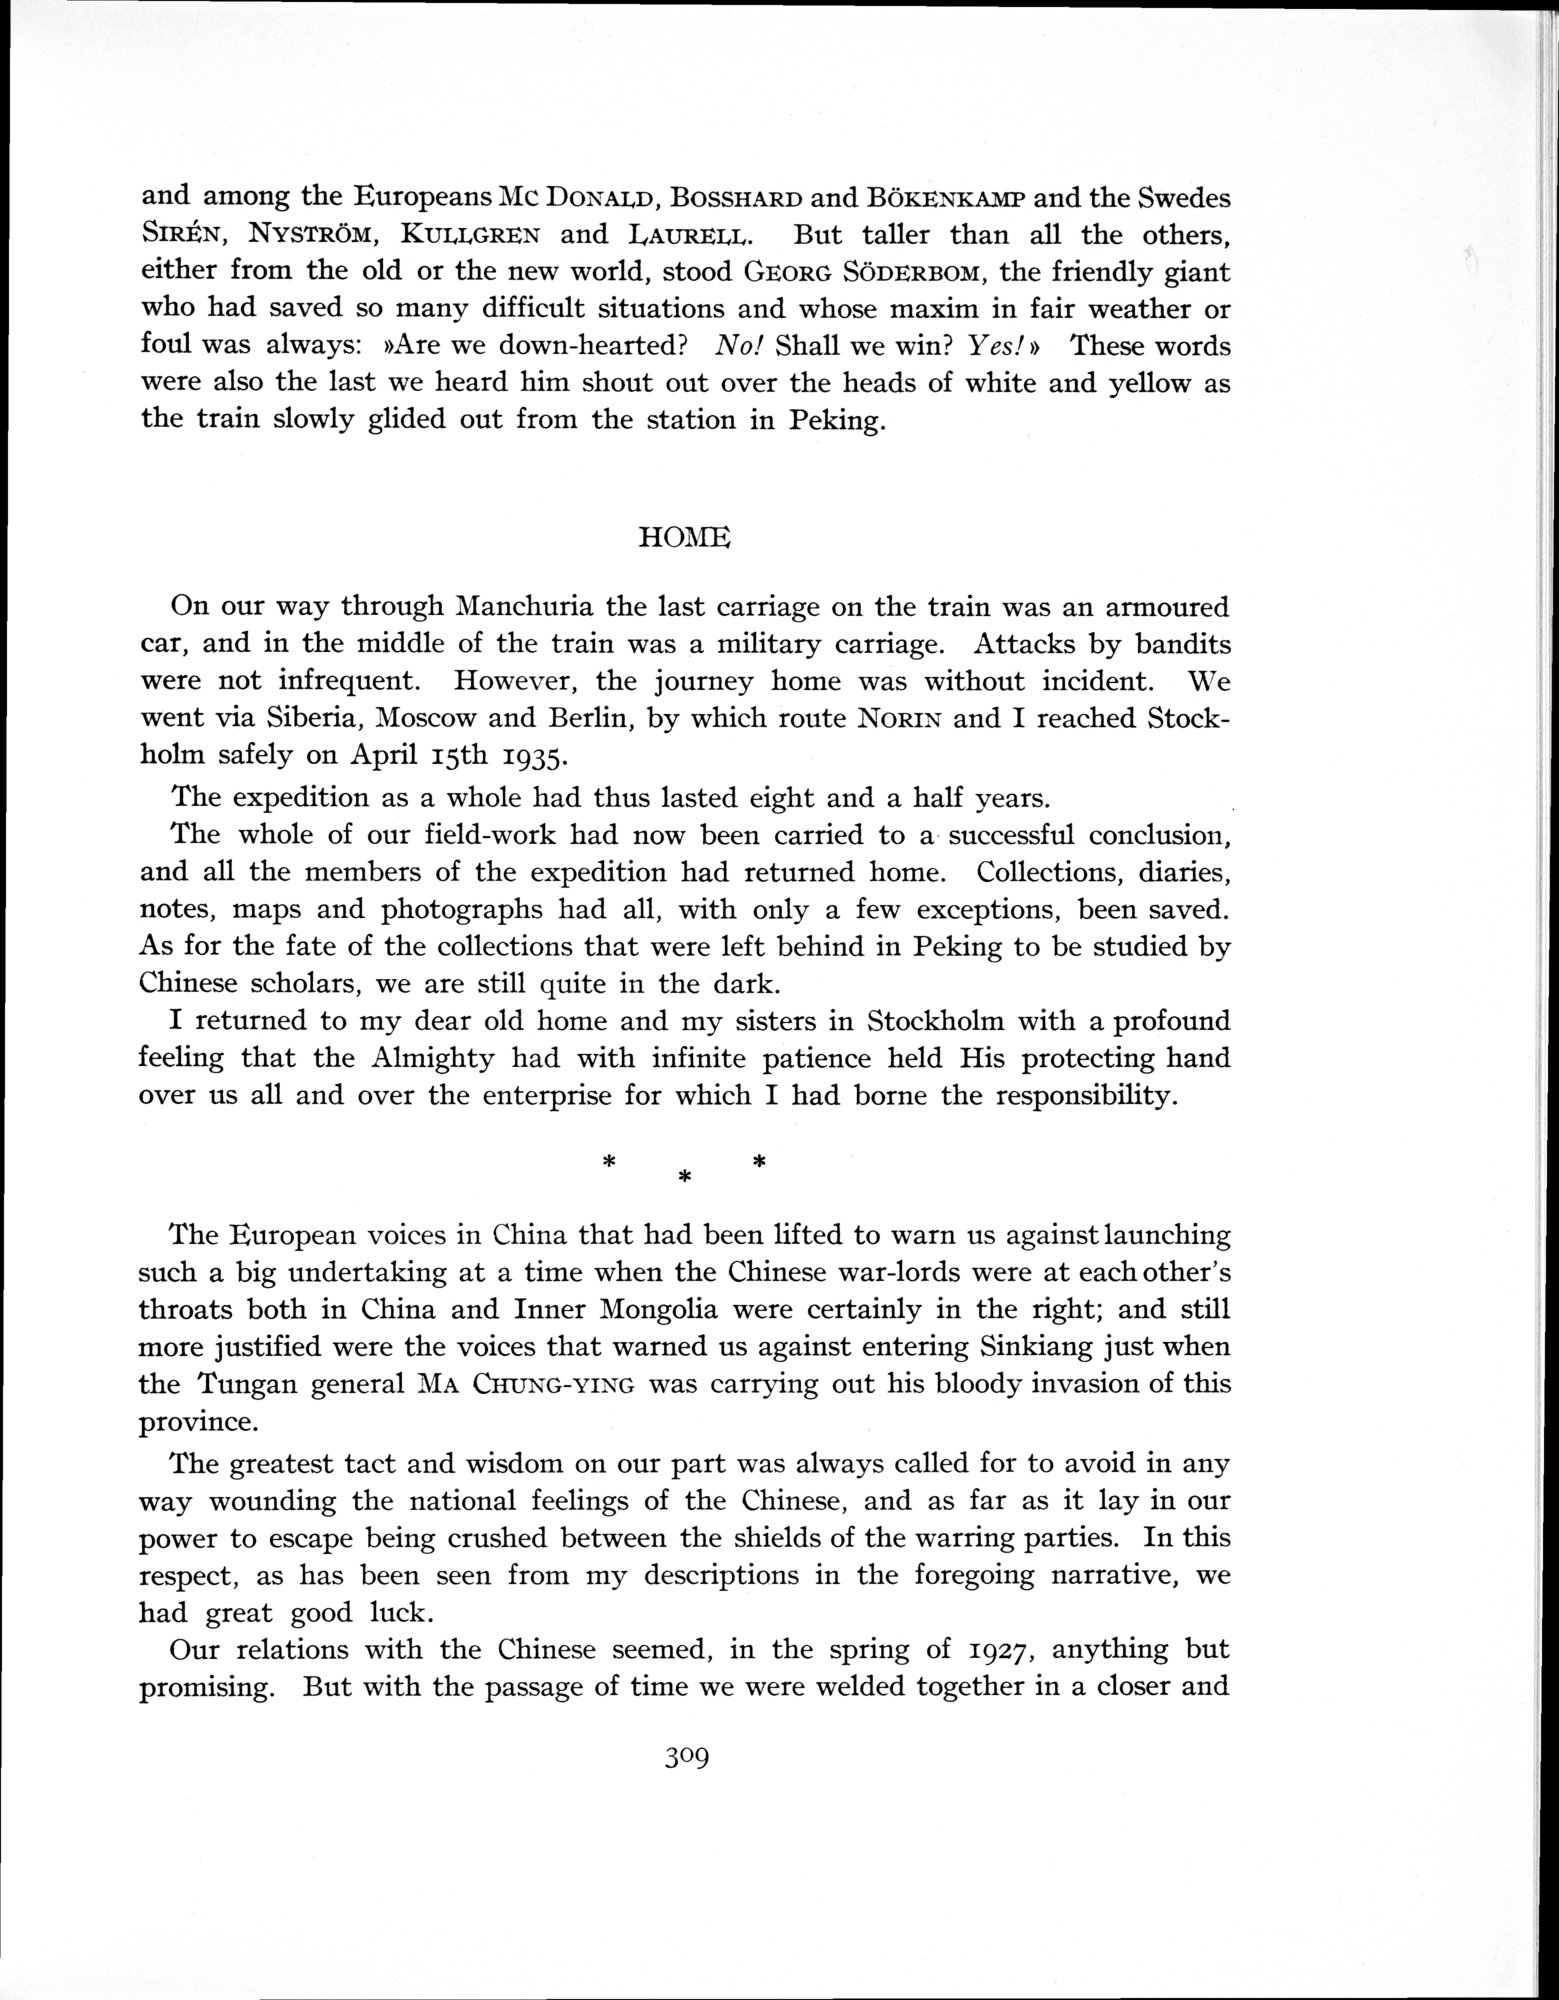 and among the Europeans Mc Donald, Bosshard and Bökenkamp and the Swedes
Sirén, Nyström, Kullgren and Laurell. But taller than all the others,
either from the old or the new world, stood Georg Söderbom, the friendly giant
who had saved so many difficult situations and whose maxim in fair weather or
foul was always: »Are we down-hearted? No! Shall we win? Yes!» These words
were also the last we heard him shout out over the heads of white and yellow as
the train slowly glided out from the station in Peking.
HOME
On our way through Manchuria the last carriage on the train was an armoured
car, and in the middle of the train was a military carriage. Attacks by bandits
were not infrequent. However, the journey home was without incident. We
went via Siberia, Moscow and Berlin, by which route Norin and I reached Stock-
holm safely on April 15th 1935.
The expedition as a whole had thus lasted eight and a half years.
The whole of our field-work had now been carried to a successful conclusion,
and all the members of the expedition had returned home. Collections, diaries,
notes, maps and photographs had all, with only a few exceptions, been saved.
As for the fate of the collections that were left behind in Peking to be studied by
Chinese scholars, we are still quite in the dark.
I returned to my dear old home and my sisters in Stockholm with a profound
feeling that the Almighty had with infinite patience held His protecting hand
over us all and over the enterprise for which I had borne the responsibility.
* * *
The European voices in China that had been lifted to warn us against launching
such a big undertaking at a time when the Chinese war-lords were at each other's
throats both in China and Inner Mongolia were certainly in the right; and still
more justified were the voices that warned us against entering Sinkiang just when
the Tungan general Ma Chung-ying was carrying out his bloody invasion of this
province.
The greatest tact and wisdom on our part was always called for to avoid in any
way wounding the national feelings of the Chinese, and as far as it lay in our
power to escape being crushed between the shields of the warring parties. In this
respect, as has been seen from my descriptions in the foregoing narrative, we
had great good luck.
Our relations with the Chinese seemed, in the spring of 1927, anything but
promising. But with the passage of time we were welded together in a closer and
309